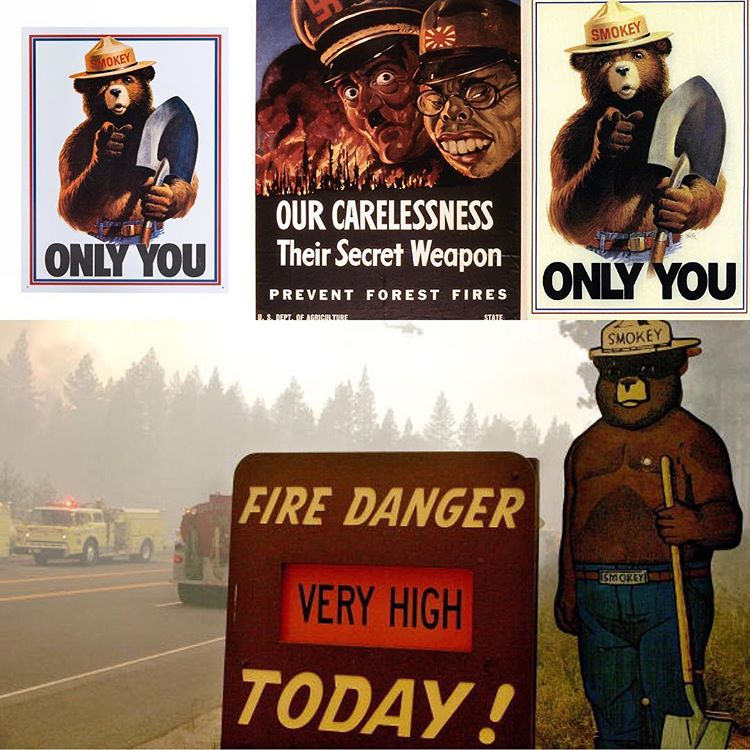 SMOKEY
ONLY YOU
OUR CARELESSNESS
Their Secret Weapon
PREVENT FOREST FIRES
U. S. DEPT. OF AGRICULTURE STATE
SMOKEY
ONLY YOU
SMOKEY
FIRE DANGER
VERY HIGH
TODAY!
SMOKEY